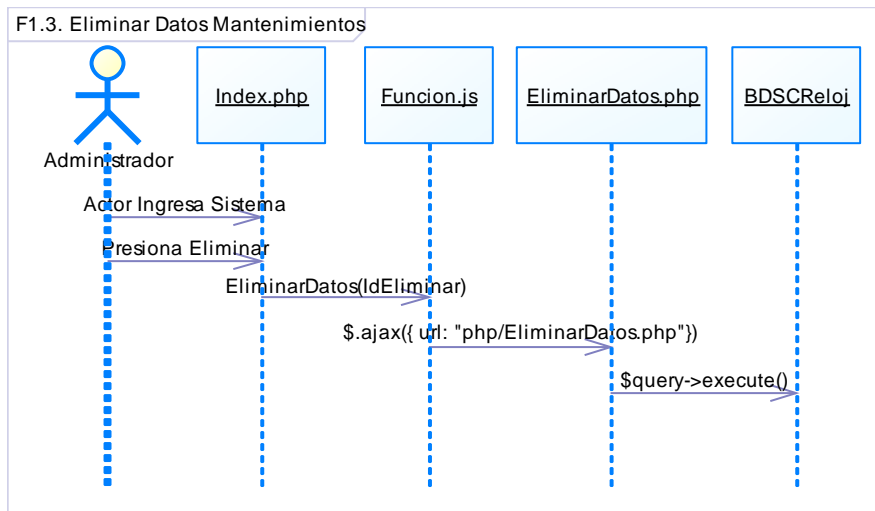 F1.3. Eliminar Datos Mantenimientos
Index.php
Funcion.js
EliminarDatos.php
BDSCReloj
Administrador
Actor Ingresa Sistema
Presiona Eliminar
EliminarDatos(IdEliminar)
$.ajax({ url: "php/EliminarDatos.php"})
$query->execute()